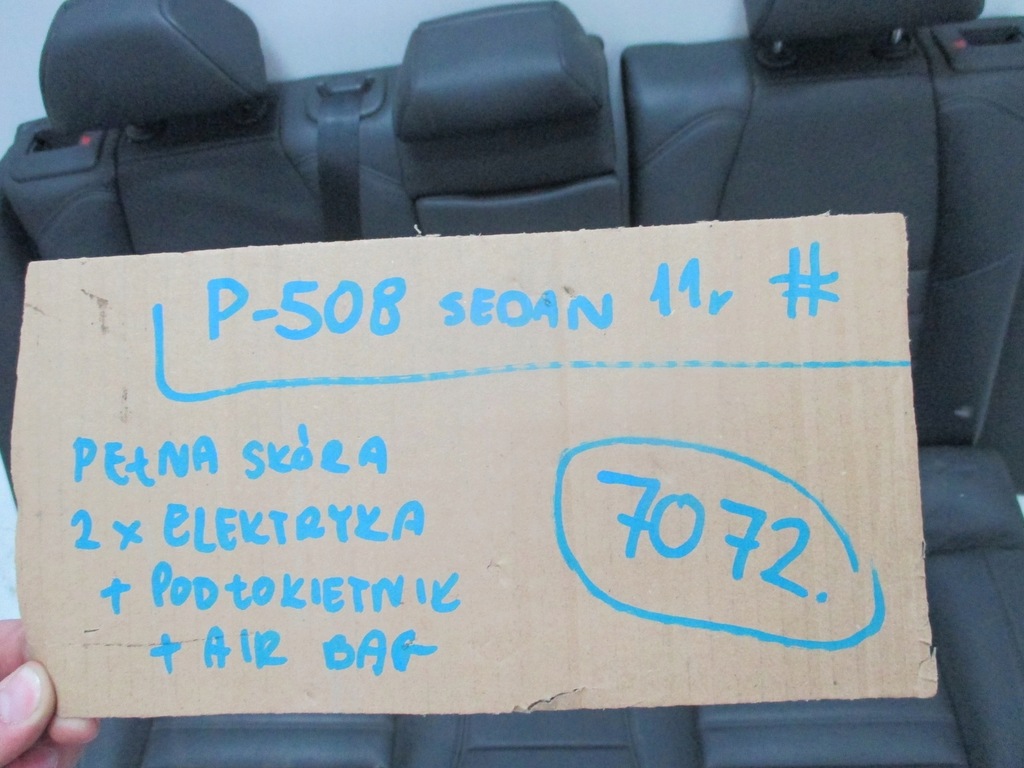 P-508 SEDAN 11r #
PEŁNA SKÓRA
2 x ELEKTRYKA
+ PODŁOKIETNIK
+ AIR BAG
7072.